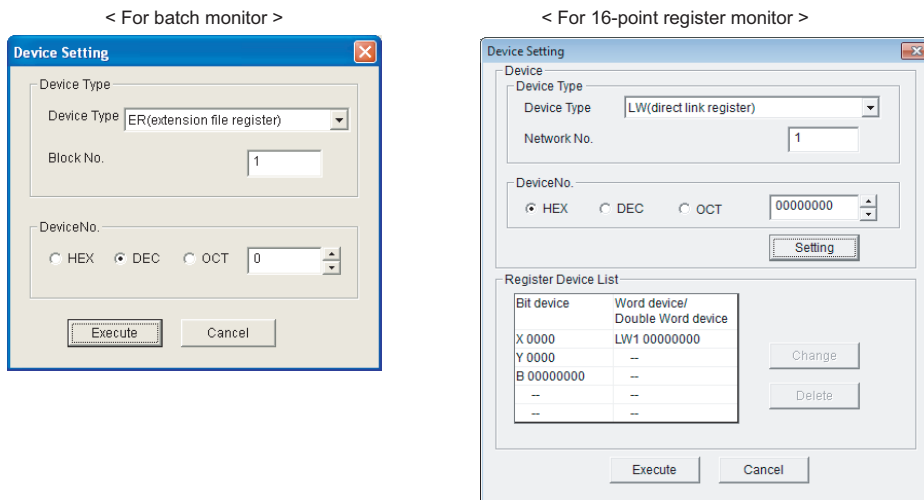 < For batch monitor >
Device Setting
Device Type
Device Type ER(extension file register)
Block No. 1
DeviceNo.
HEX DEC OCT 0
Execute Cancel
< For 16-point register monitor >
Device Setting
Device
Device Type
Device Type LW(direct link register)
Network No. 1
DeviceNo.
HEX DEC OCT 00000000
Setting
Register Device List
Bit device Word device/
Double Word device
X 0000 LW1 00000000
Y 0000 --
B 00000000 --
-- --
-- --
Change
Delete
Execute Cancel